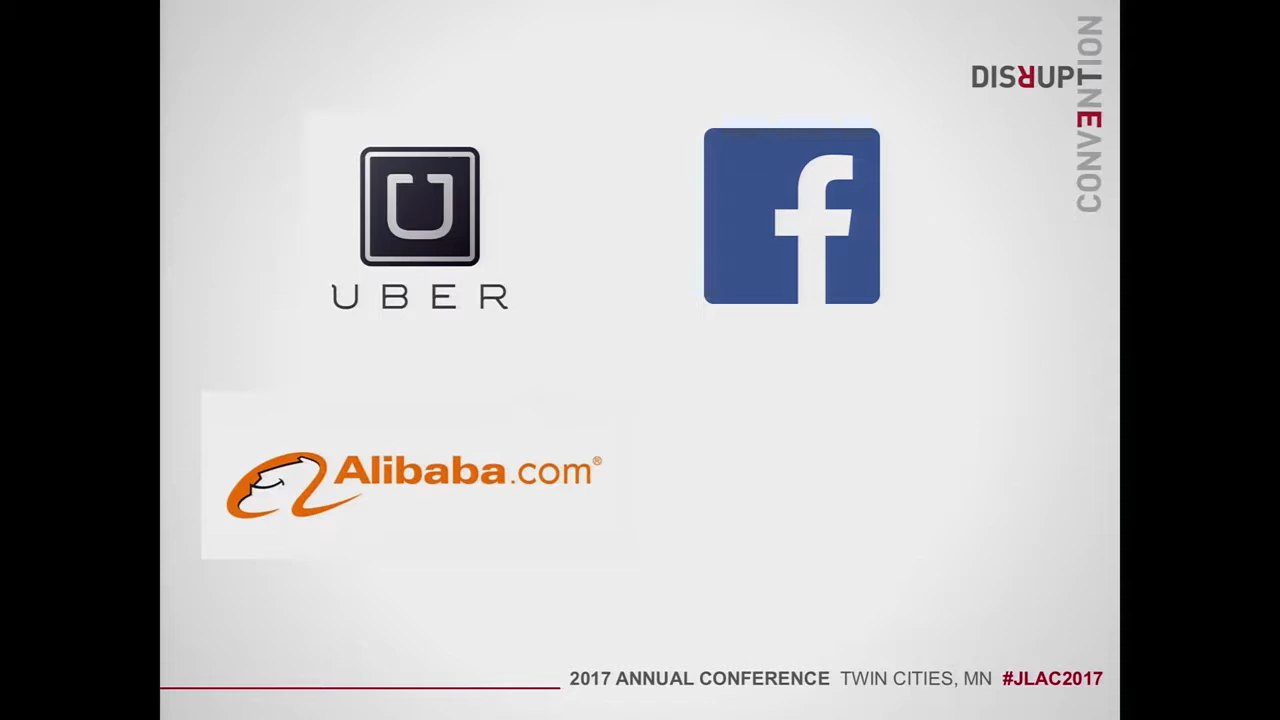 DISRUPT
CONVENTION
U
UBER
f
Alibaba.com®
2017 ANNUAL CONFERENCE TWIN CITIES, MN #JLAC2017